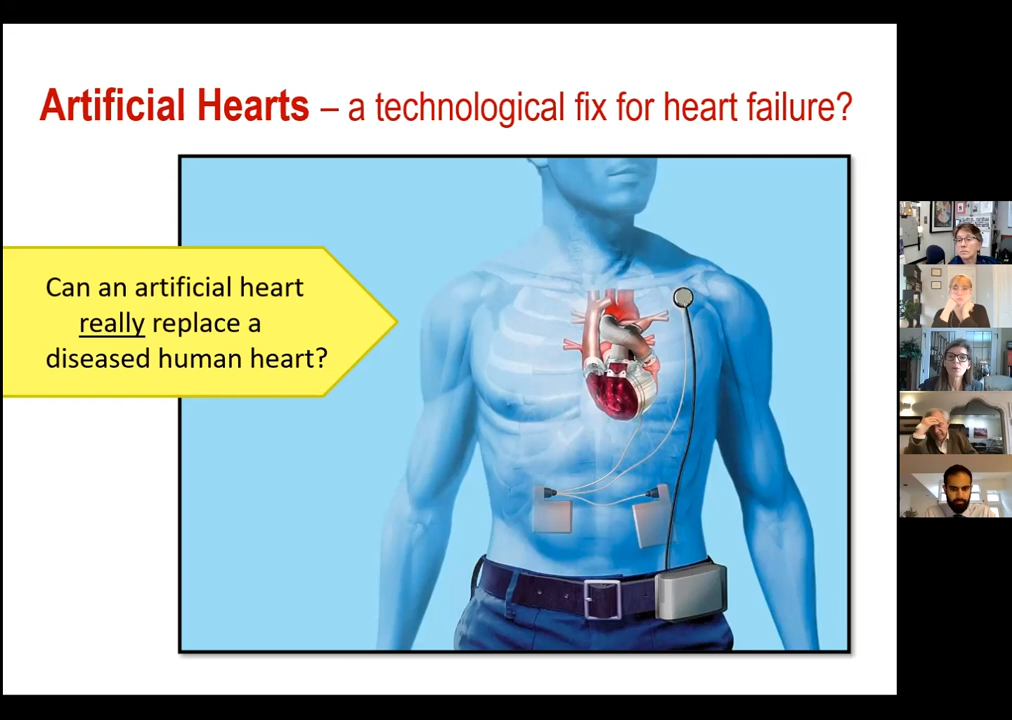 Artificial Hearts – a technological fix for heart failure?
Can an artificial heart
really replace a
diseased human heart?